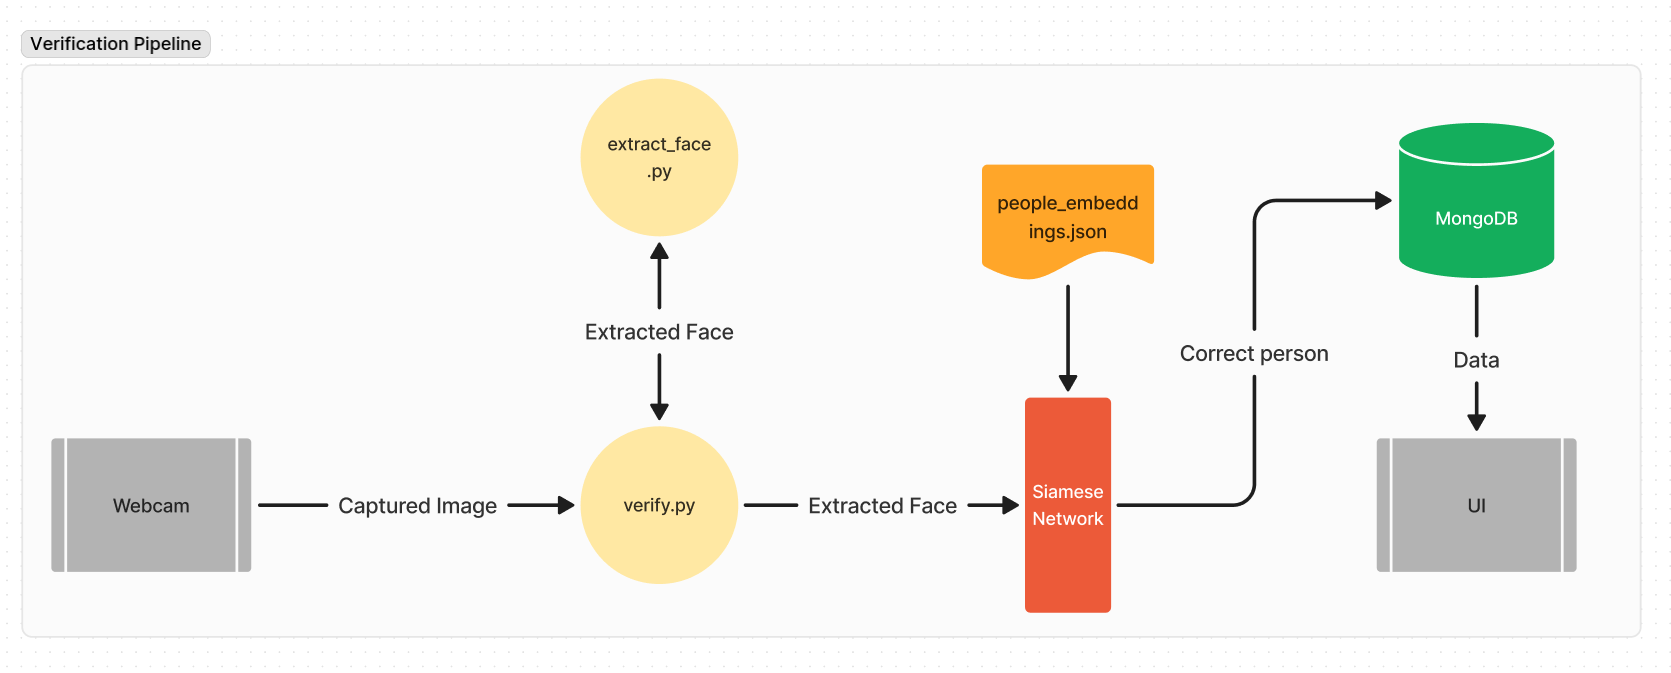 Verification Pipeline
extract_face
.py
people_embedd
ings.json
MongoDB
Extracted Face
Correct person
Data
Webcam
Captured Image
verify.py
Extracted Face
Siamese
Network
UI